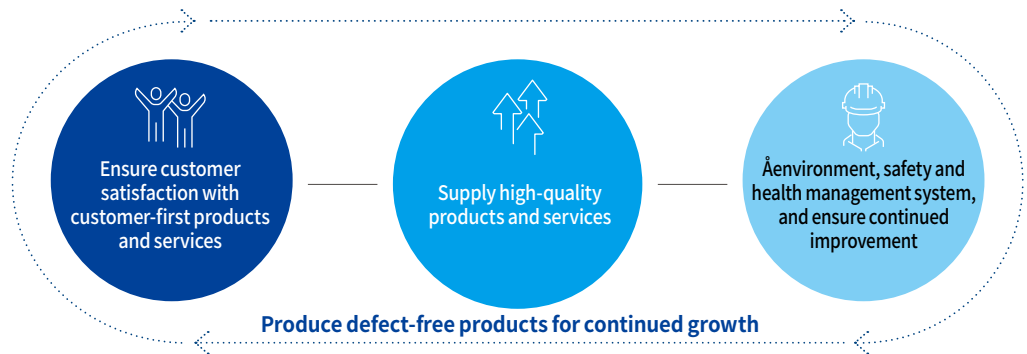 Ensure customer
satisfaction with
customer-first products
and services
Supply high-quality
products and services
Åenvironment, safety and
health management system,
and ensure continued
improvement
Produce defect-free products for continued growth